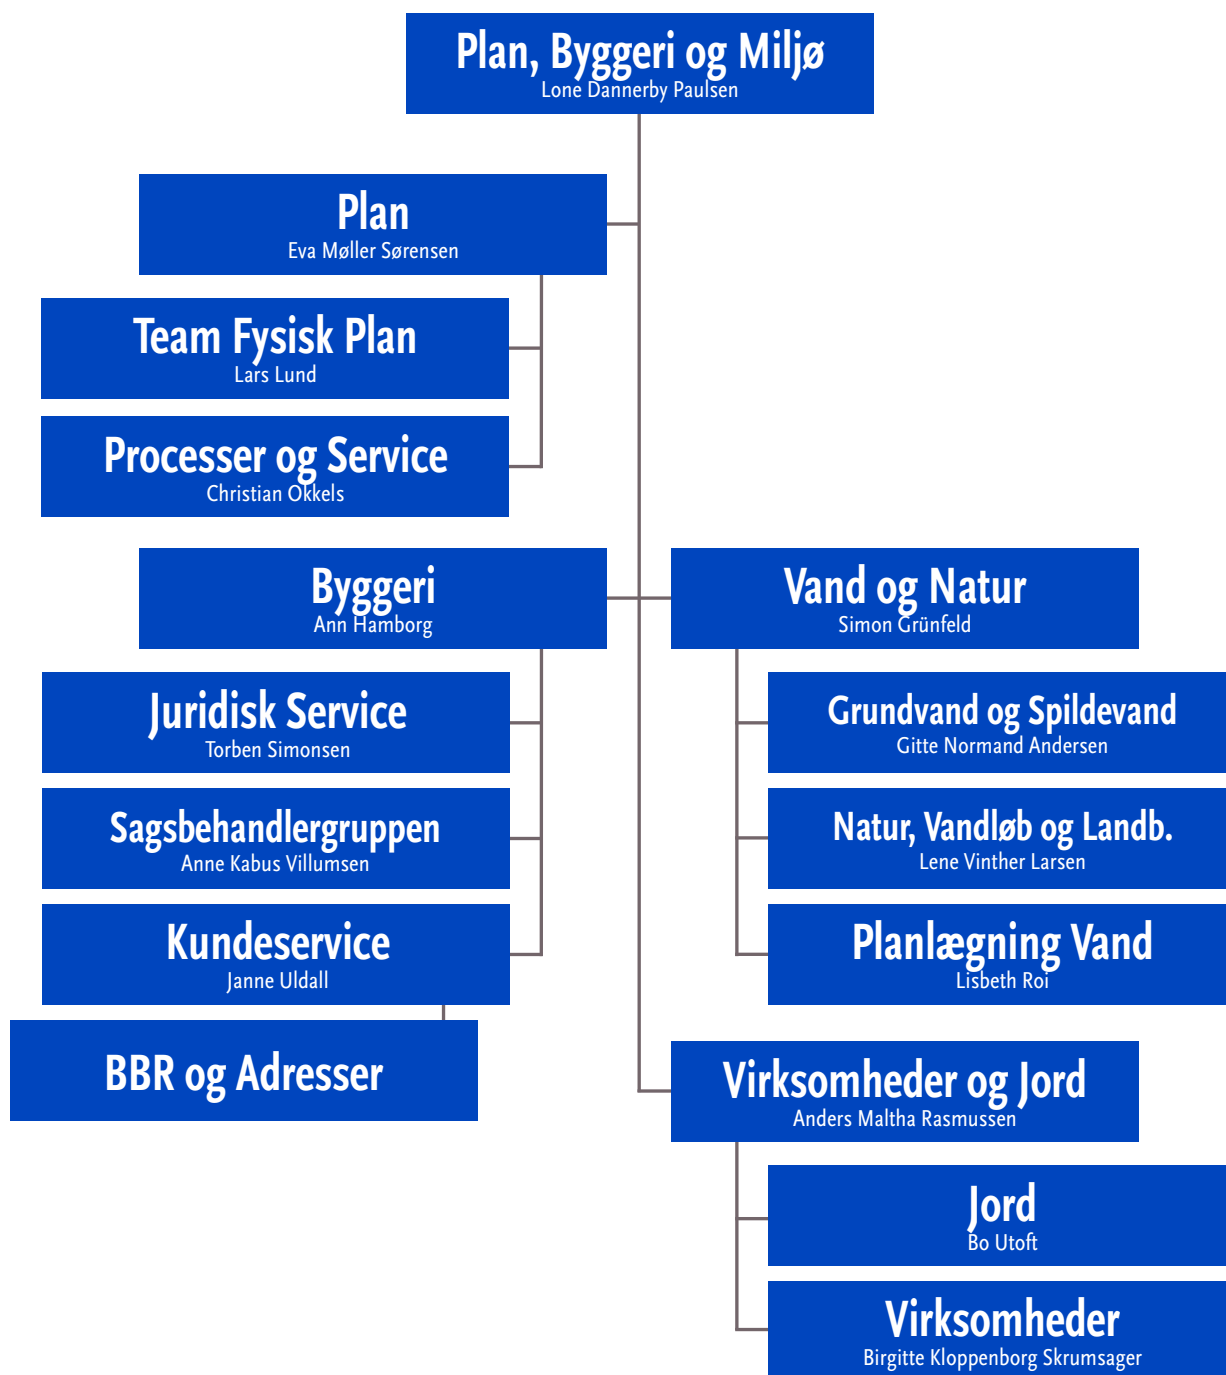 Plan, Byggeri og Miljø
Lone Dannerby Paulsen
Plan
Eva Møller Sørensen
Team Fysisk Plan
Lars Lund
Processer og Service
Christian Okkels
Byggeri
Ann Hamborg
Juridisk Service
Torben Simonsen
Sagsbehandlergruppen
Anne Kabus Villumsen
Kundeservice
Janne Uldall
BBR og Adresser
Vand og Natur
Simon Grünfeld
Grundvand og Spildevand
Gitte Normand Andersen
Natur, Vandløb og Landb.
Lene Vinther Larsen
Planlægning Vand
Lisbeth Roi
Virksomheder og Jord
Anders Maltha Rasmussen
Jord
Bo Utoft
Virksomheder
Birgitte Kloppenborg Skrumsager